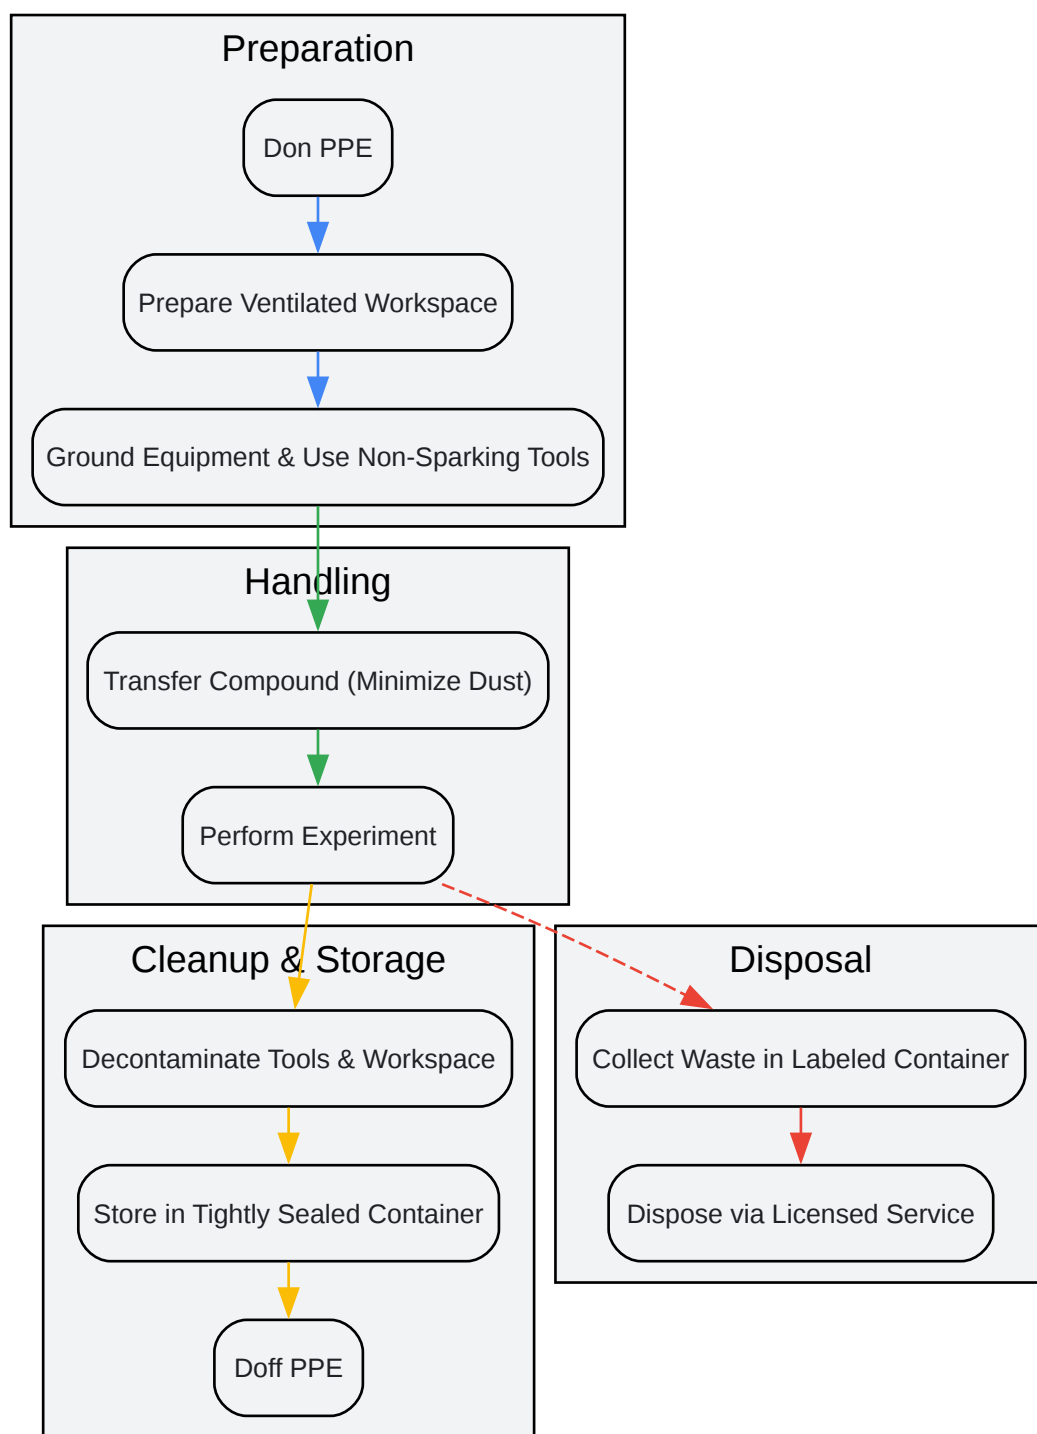 Preparation
Don PPE
Prepare Ventilated Workspace
Ground Equipment & Use Non-Sparking Tools
Handling
Transfer Compound (Minimize Dust)
Perform Experiment
Cleanup & Storage
Decontaminate Tools & Workspace
Store in Tightly Sealed Container
Doff PPE
Disposal
Collect Waste in Labeled Container
Dispose via Licensed Service